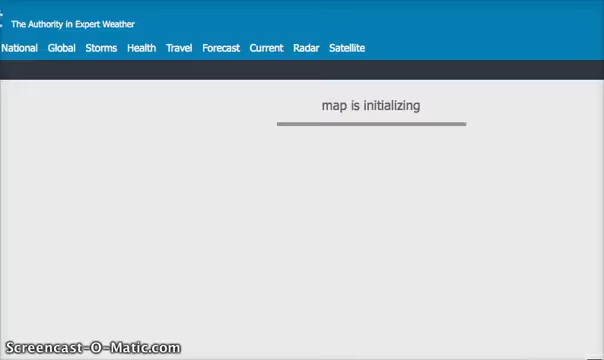 The Authority in Expert Weather
National Global Storms Health Travel Forecast Current Radar Satellite
map is initializing
Screencast-O-Matic.com